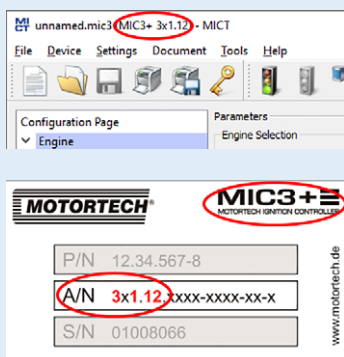 MICT unnamed.mic3 (MIC3+ 3x1.12) - MICT
File Device Settings Document Tools Help
Configuration Page
Engine
Parameters
Engine Selection
MOTORTECH®
MIC3+
MOTORTECH IGNITION CONTROLLER
P/N 12.34.567-8
A/N 3x1.12.xxxx-xxxx-xx-x
S/N 01008066
www.motortech.de